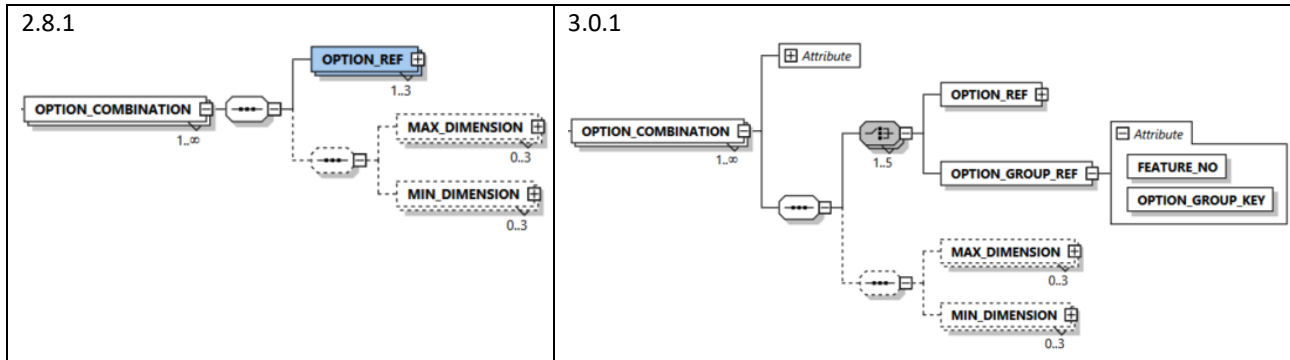 2.8.1
OPTION_REF
1..3
OPTION_COMBINATION
1..∞
MAX_DIMENSION
0..3
MIN_DIMENSION
0..3
3.0.1
Attribute
OPTION_REF
OPTION_COMBINATION
1..∞
1..5
Attribute
FEATURE_NO
OPTION_GROUP_REF
OPTION_GROUP_KEY
MAX_DIMENSION
0..3
MIN_DIMENSION
0..3